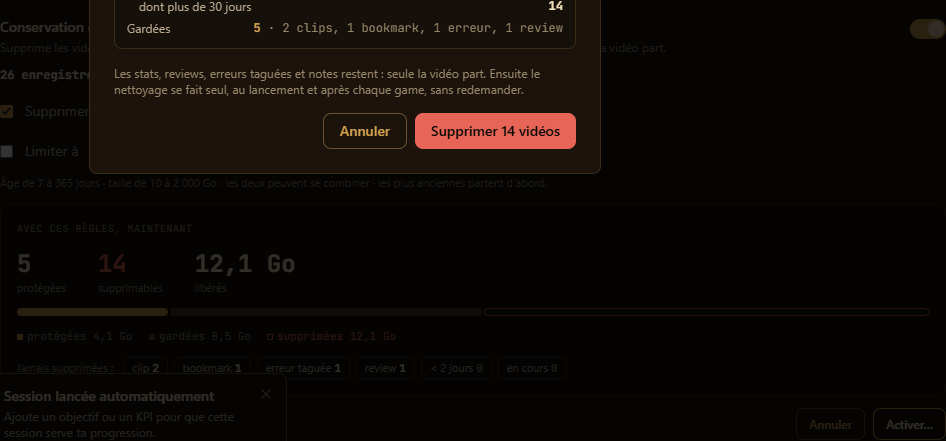 dont plus de 30 jours 14
Conservation
Gardées 5 · 2 clips, 1 bookmark, 1 erreur, 1 review
Supprime les vid
a vidéo part.
26 enregistre
Les stats, reviews, erreurs taguées et notes restent : seule la vidéo part. Ensuite le
nettoyage se fait seul, au lancement et après chaque game, sans redemander.
Supprimer
Annuler Supprimer 14 vidéos
Limiter à
Âge de 7 à 365 jours · taille de 10 à 2 000 Go · les deux peuvent se combiner · les plus anciennes partent d'abord.
AVEC CES RÈGLES, MAINTENANT
5 14 12,1 Go
protégées supprimables libérés
protégées 4,1 Go gardées 8,5 Go supprimées 12,1 Go
Jamais supprimées : clip 2 bookmark 1 erreur taguée 1 review 1 < 2 jours 0 en cours 0
Session lancée automatiquement
Ajoute un objectif ou un KPI pour que cette
session serve ta progression.
Annuler Activer...